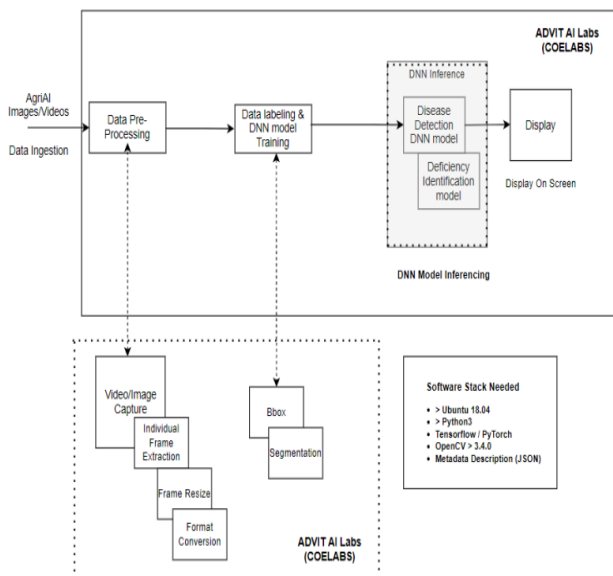 ADVIT AI Labs
(COELABS)
AgriAI
Images/Videos
Data Ingestion
Data Pre-
Processing
Data labeling &
DNN model
Training
DNN Inference
Disease
Detection
DNN model
Deficiency
Identification
model
Display
Display On Screen
DNN Model Inferencing
Video/Image
Capture
Individual
Frame
Extraction
Frame Resize
Format
Conversion
Bbox
Segmentation
ADVIT AI Labs
(COELABS)
Software Stack Needed
• > Ubuntu 18.04
• > Python3
• Tensorflow / PyTorch
• OpenCV > 3.4.0
• Metadata Description (JSON)